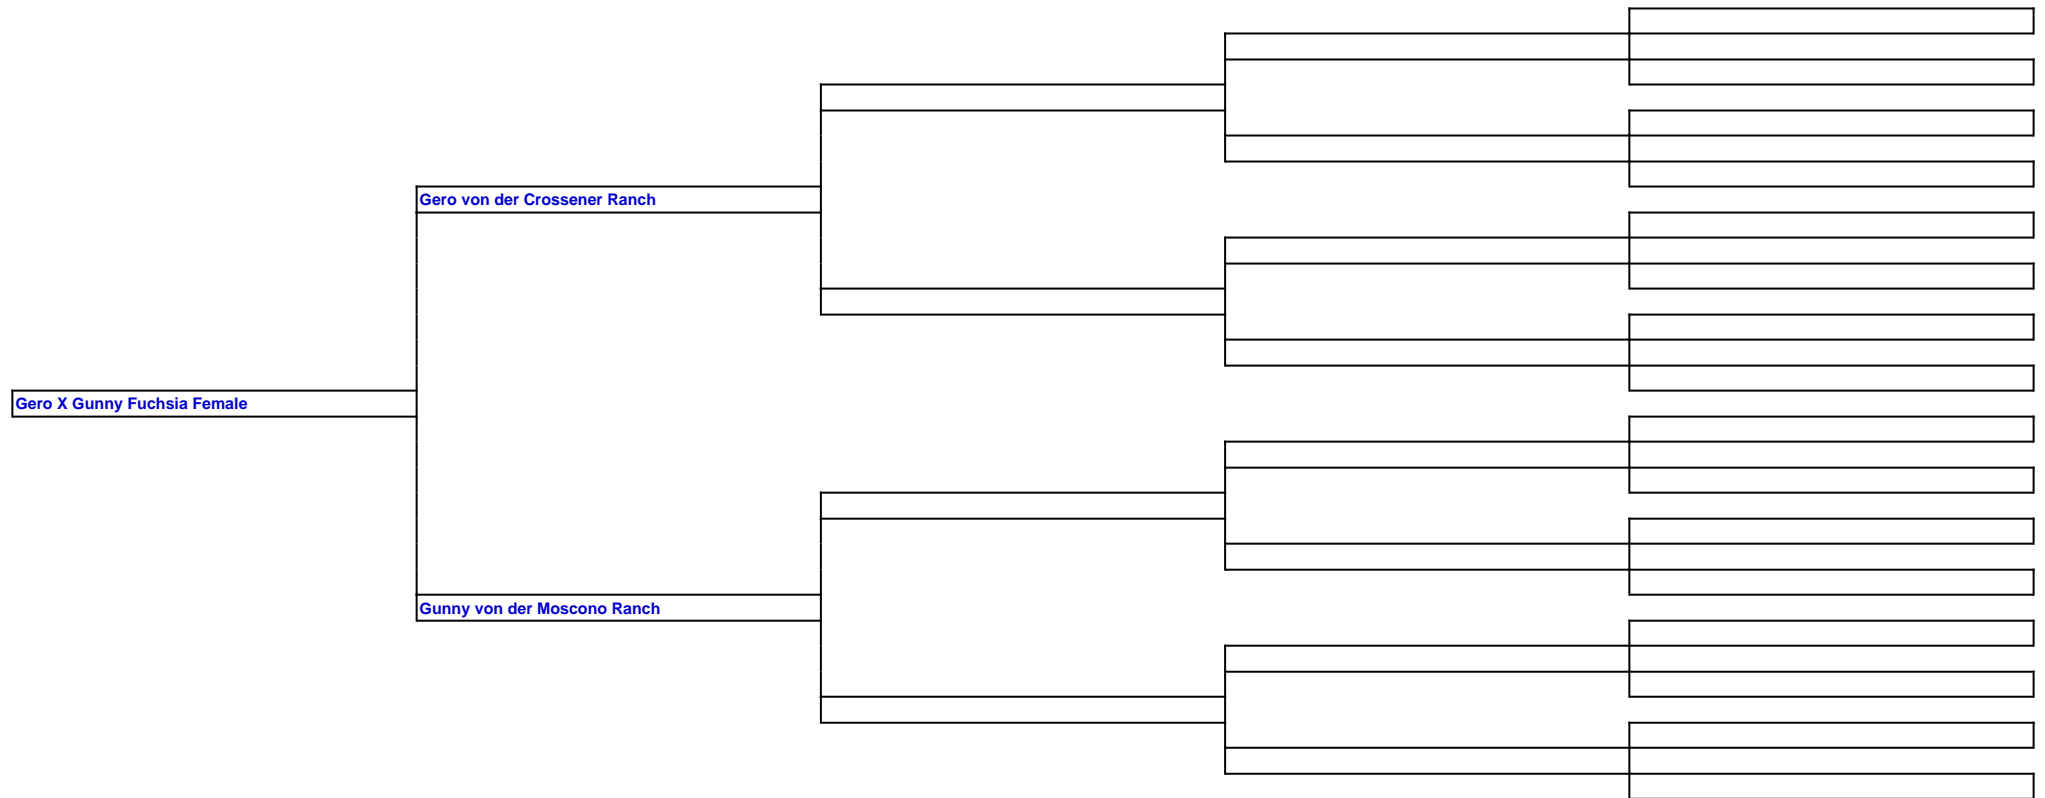 Gero von der Crossener Ranch
Gero X Gunny Fuchsia Female
Gunny von der Moscono Ranch